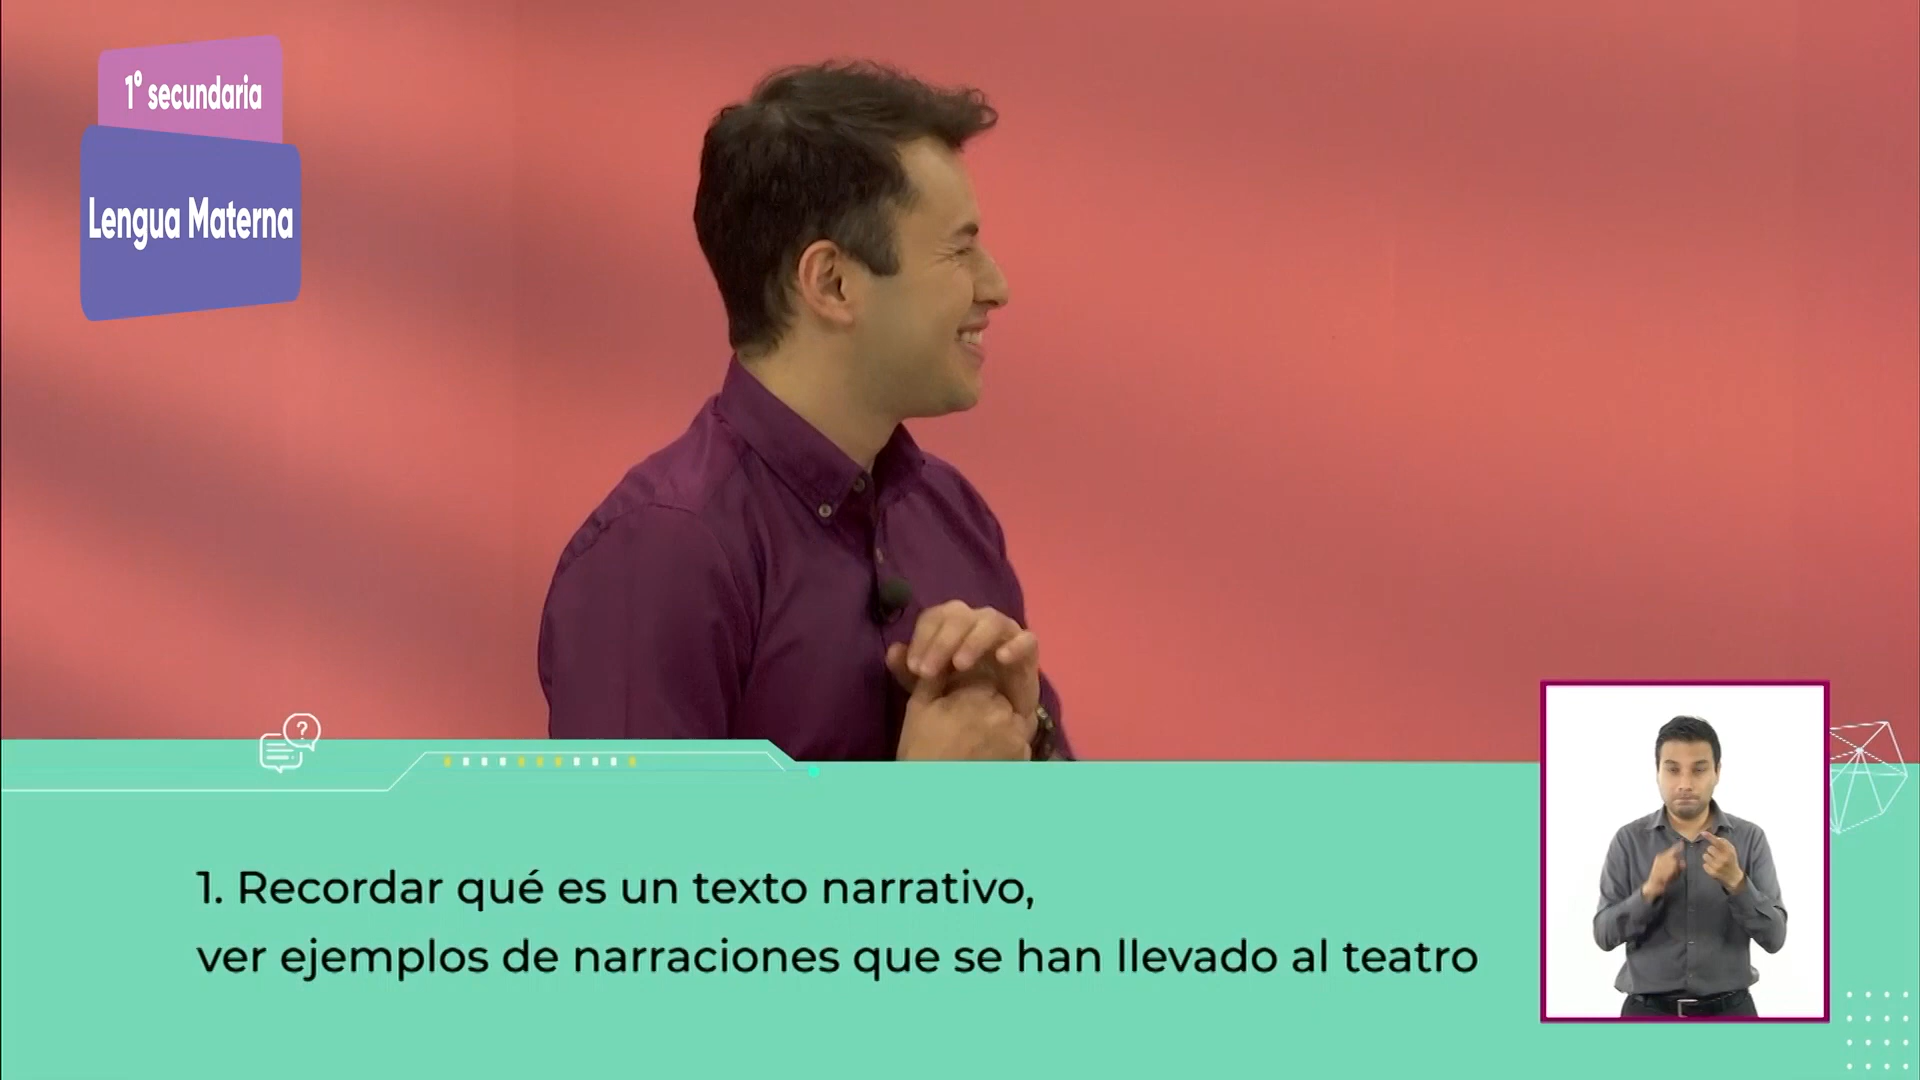 1° secundaria
Lengua Materna
?
1. Recordar qué es un texto narrativo,
ver ejemplos de narraciones que se han llevado al teatro